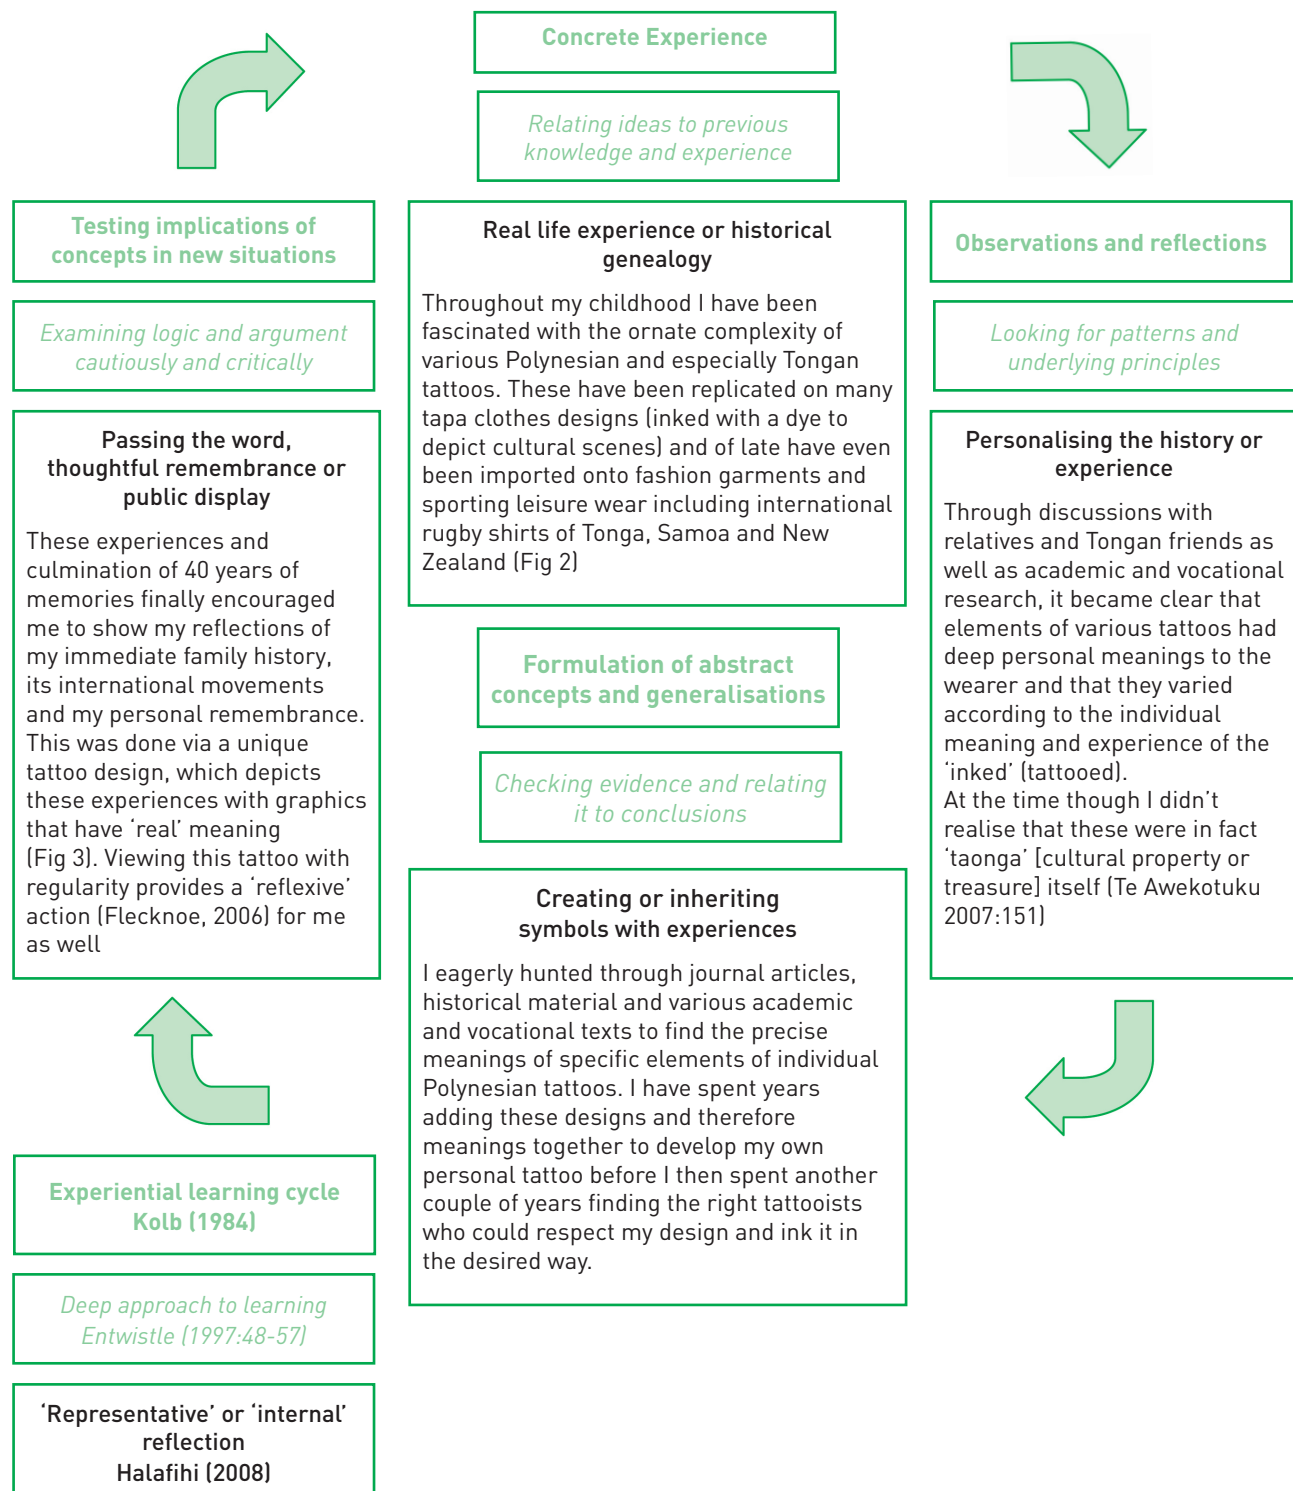 Concrete Experience
Relating ideas to previous
knowledge and experience
Real life experience or historical
genealogy
Throughout my childhood I have been
fascinated with the ornate complexity of
various Polynesian and especially Tongan
tattoos. These have been replicated on many
tapa clothes designs (inked with a dye to
depict cultural scenes) and of late have even
been imported onto fashion garments and
sporting leisure wear including international
rugby shirts of Tonga, Samoa and New
Zealand (Fig 2)
Observations and reflections
Looking for patterns and
underlying principles
Personalising the history or
experience
Through discussions with
relatives and Tongan friends as
well as academic and vocational
research, it became clear that
elements of various tattoos had
deep personal meanings to the
wearer and that they varied
according to the individual
meaning and experience of the
‘inked’ (tattooed).
At the time though I didn’t
realise that these were in fact
‘taonga’ [cultural property or
treasure] itself (Te Awekotuku
2007:151)
Formulation of abstract
concepts and generalisations
Checking evidence and relating
it to conclusions
Creating or inheriting
symbols with experiences
I eagerly hunted through journal articles,
historical material and various academic
and vocational texts to find the precise
meanings of specific elements of individual
Polynesian tattoos. I have spent years
adding these designs and therefore
meanings together to develop my own
personal tattoo before I then spent another
couple of years finding the right tattooists
who could respect my design and ink it in
the desired way.
Testing implications of
concepts in new situations
Examining logic and argument
cautiously and critically
Passing the word,
thoughtful remembrance or
public display
These experiences and
culmination of 40 years of
memories finally encouraged
me to show my reflections of
my immediate family history,
its international movements
and my personal remembrance.
This was done via a unique
tattoo design, which depicts
these experiences with graphics
that have ‘real’ meaning
(Fig 3). Viewing this tattoo with
regularity provides a ‘reflexive’
action (Flecknoe, 2006) for me
as well
Experiential learning cycle
Kolb (1984)
Deep approach to learning
Entwistle (1997:48-57)
‘Representative’ or ‘internal’
reflection
Halafihi (2008)